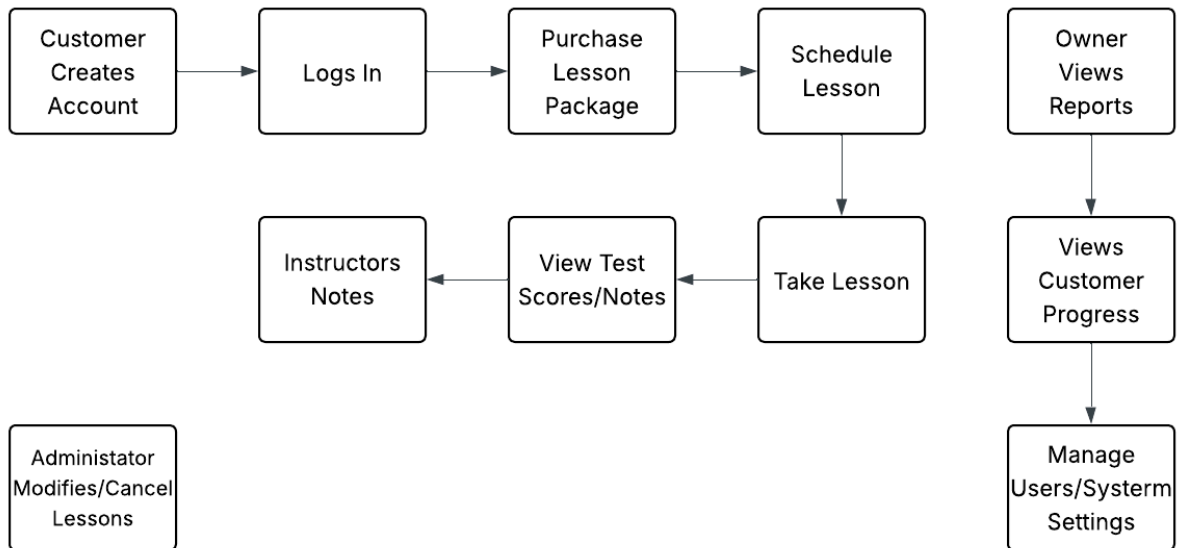 Customer
Creates
Account
Logs In
Purchase
Lesson
Package
Schedule
Lesson
Owner
Views
Reports
Instructors
Notes
View Test
Scores/Notes
Take Lesson
Views
Customer
Progress
Administator
Modifies/Cancel
Lessons
Manage
Users/Systerm
Settings